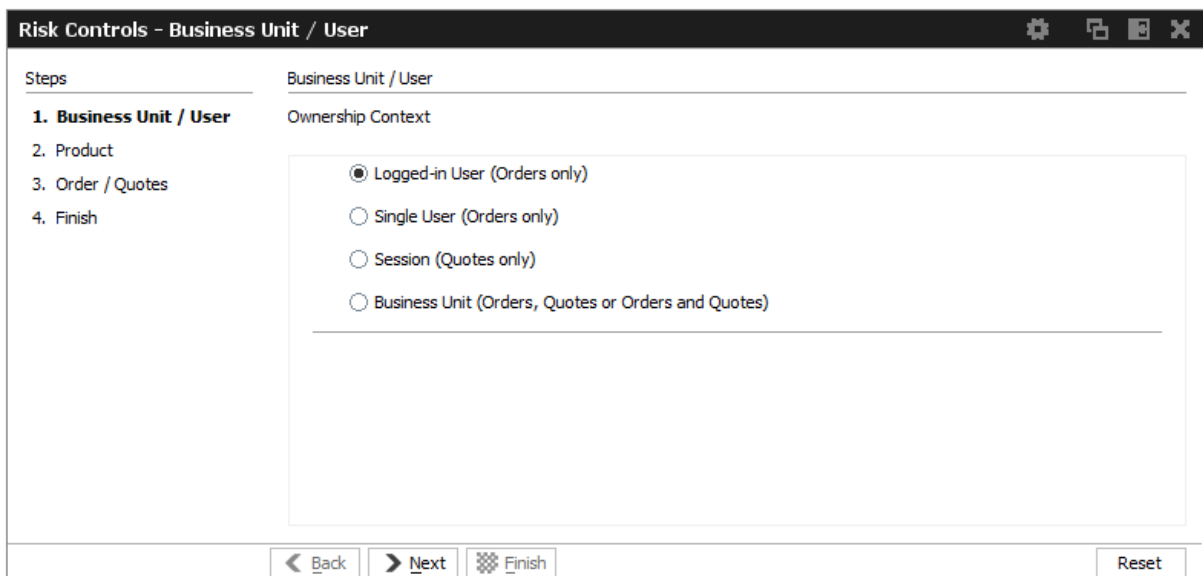 Risk Controls - Business Unit / User
Steps
1. Business Unit / User
2. Product
3. Order / Quotes
4. Finish
Business Unit / User
Ownership Context
Logged-in User (Orders only)
Single User (Orders only)
Session (Quotes only)
Business Unit (Orders, Quotes or Orders and Quotes)
Back Next Finish Reset